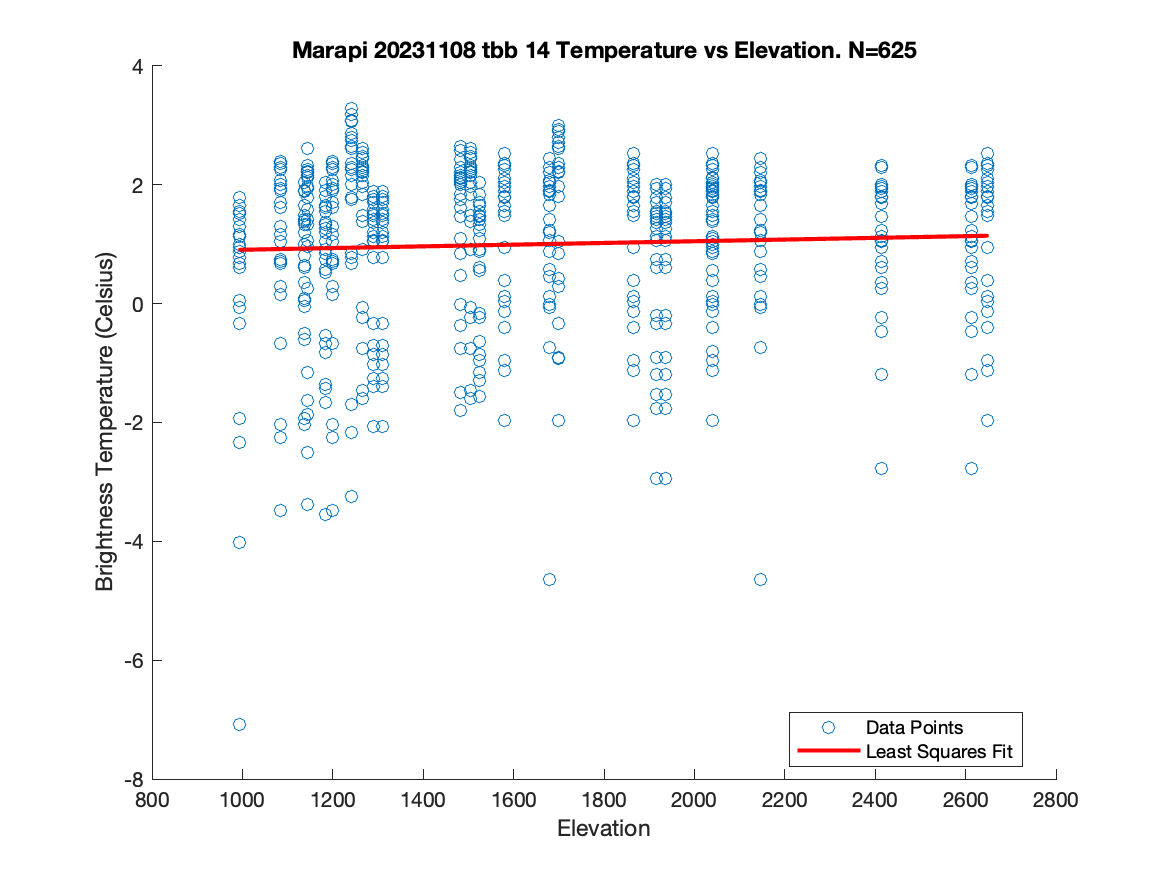 Marapi 20231108 tbb 14 Temperature vs Elevation. N=625
4
2
0
-2
-4
-6
-8
Brightness Temperature (Celsius)
Data Points
Least Squares Fit
800 1000 1200 1400 1600 1800 2000 2200 2400 2600 2800
Elevation